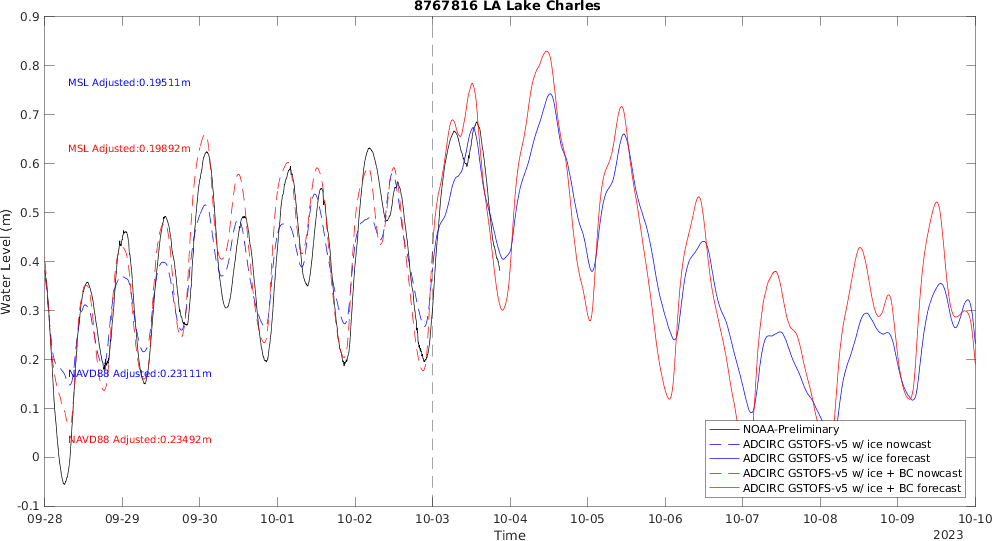 8767816 LA Lake Charles
0.9
0.8
0.7
0.6
0.5
0.4
0.3
0.2
0.1
0
-0.1
Water Level (m)
MSL Adjusted:0.19511m
MSL Adjusted:0.19892m
NAVD88 Adjusted:0.23111m
NAVD88 Adjusted:0.23492m
NOAA-Preliminary
ADCIRC GSTOFS-v5 w/ ice nowcast
ADCIRC GSTOFS-v5 w/ ice forecast
ADCIRC GSTOFS-v5 w/ ice + BC nowcast
ADCIRC GSTOFS-v5 w/ ice + BC forecast
09-28 09-29 09-30 10-01 10-02 10-03 10-04 10-05 10-06 10-07 10-08 10-09 10-10
Time
2023